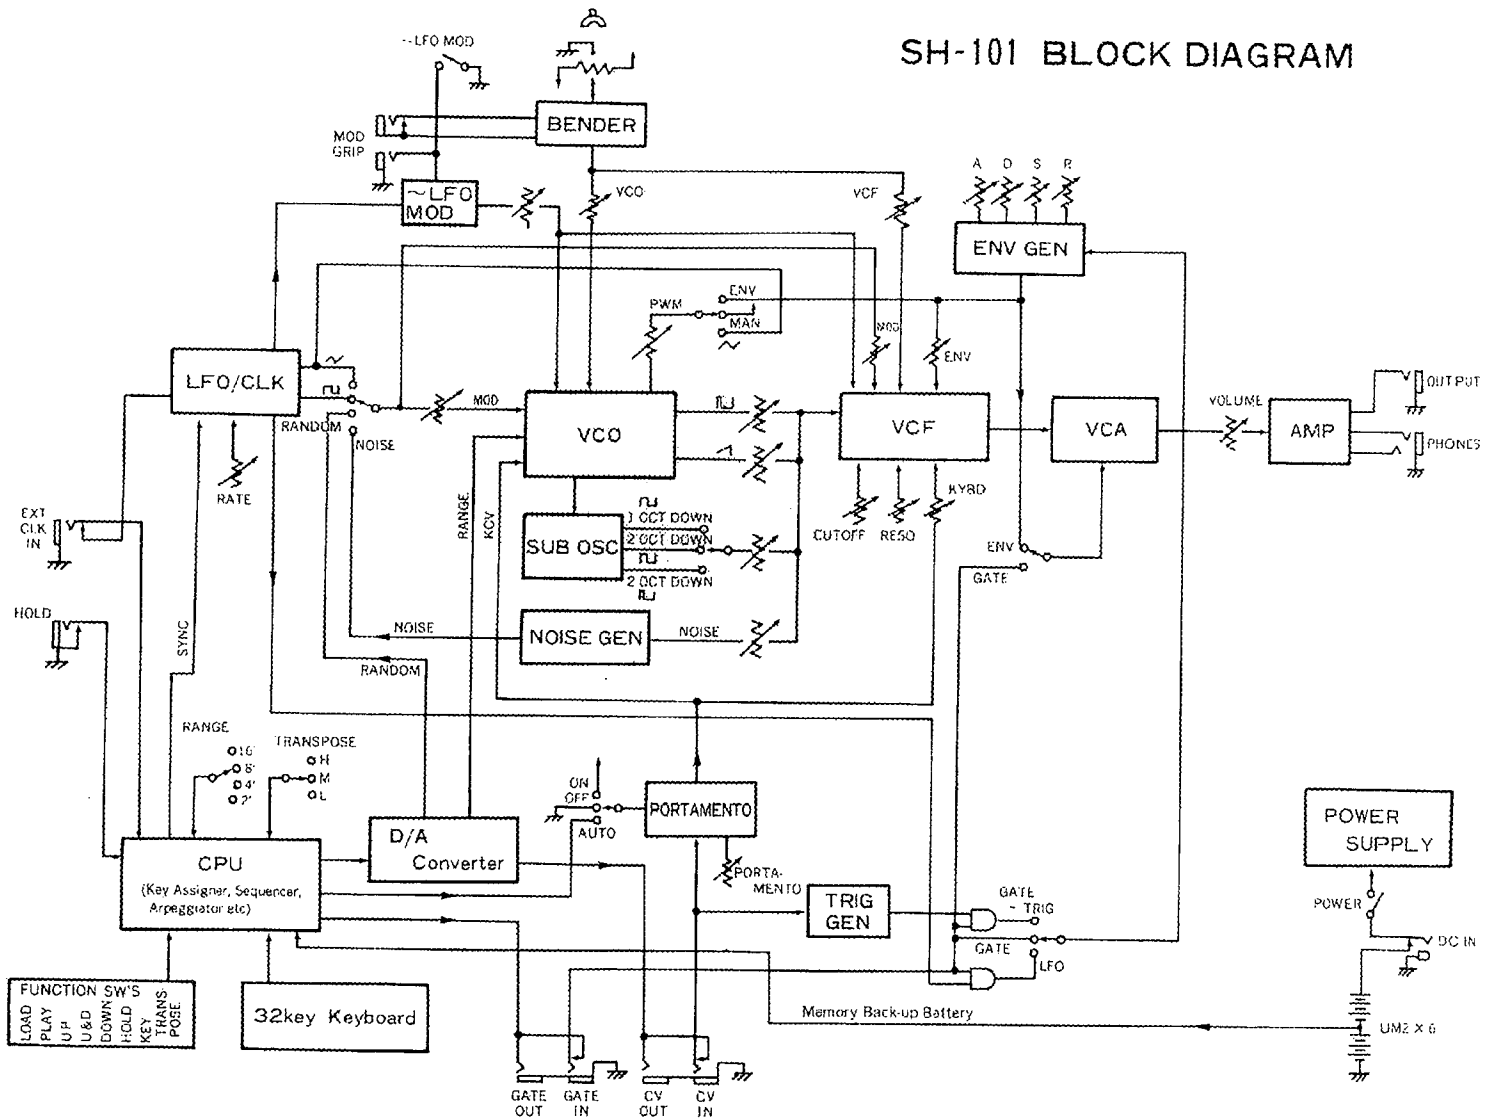 SH-101 BLOCK DIAGRAM
~LFO MOD
BENDER
MOD
GRIP
~LFO
MOD
VCO
VCF
A D S R
ENV GEN
PWM
ENV
MAN
MOD
ENV
LFO/CLK
RANDOM
NOISE
RATE
MOD
VCO
VCF
VCA
VOLUME
AMP
OUTPUT
PHONES
EXT
CLK
IN
RANGE
KCV
SUB OSC
1 OCT DOWN
2 OCT DOWN
2 OCT DOWN
CUTOFF
RESO
KYBD
ENV
GATE
HOLD
SYNC
NOISE
NOISE GEN
NOISE
RANDOM
RANGE
16'
8'
4'
2'
TRANSPOSE
H
M
L
ON
OFF
AUTO
PORTAMENTO
PORTA-
MENTO
D/A
Converter
CPU
(Key Assigner, Sequencer,
Arpeggiator etc)
TRIG
GEN
GATE
- TRIG
GATE
LFO
POWER
SUPPLY
POWER
DC IN
UM2 X 6
Memory Back-up Battery
FUNCTION SW'S
LOAD
PLAY
UP
U&D
DOWN
HOLD
KEY
TRANS-
POSE
32key Keyboard
GATE
OUT
GATE
IN
CV
OUT
CV
IN